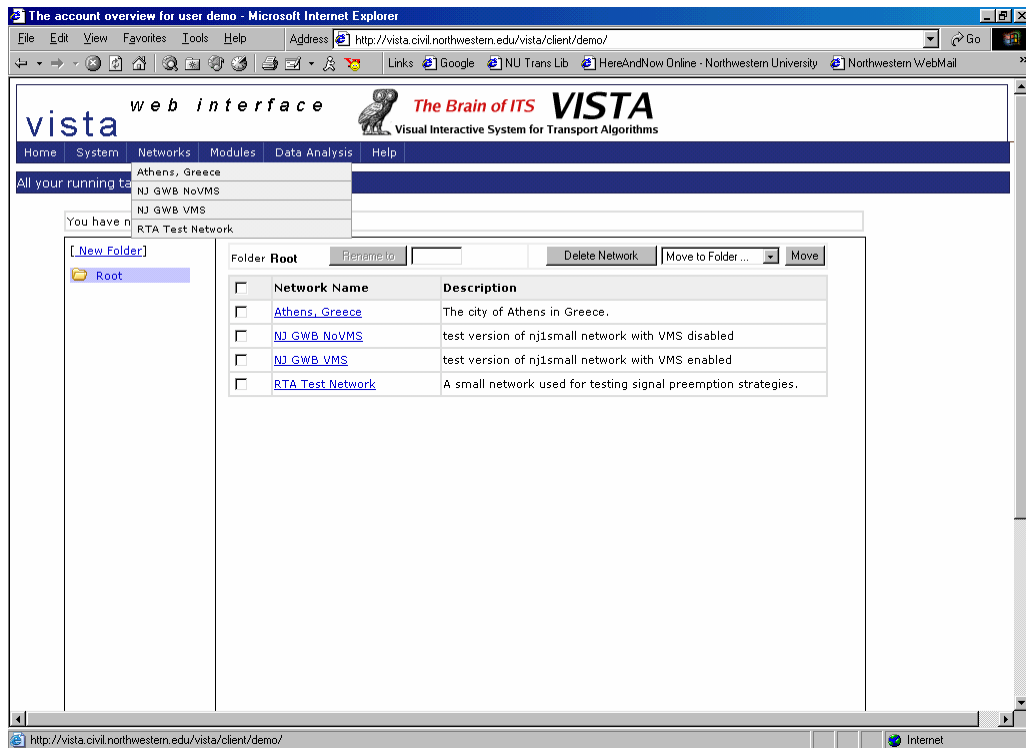 The account overview for user demo - Microsoft Internet Explorer
File Edit View Favorites Tools Help Address http://vista.civil.northwestern.edu/vista/client/demo/ Go
Links Google NU Trans Lib HereAndNow Online - Northwestern University Northwestern WebMail »
vista web interface
The Brain of ITS VISTA
Visual Interactive System for Transport Algorithms
Home System Networks Modules Data Analysis Help
Athens, Greece
NJ GWB NoVMS
NJ GWB VMS
RTA Test Network
All your running ta
You have n
[ New Folder]
Root
Folder Root Rename to Delete Network Move to Folder ... Move
Network Name Description
Athens, Greece The city of Athens in Greece.
NJ GWB NoVMS test version of nj1small network with VMS disabled
NJ GWB VMS test version of nj1small network with VMS enabled
RTA Test Network A small network used for testing signal preemption strategies.
http://vista.civil.northwestern.edu/vista/client/demo/ Internet